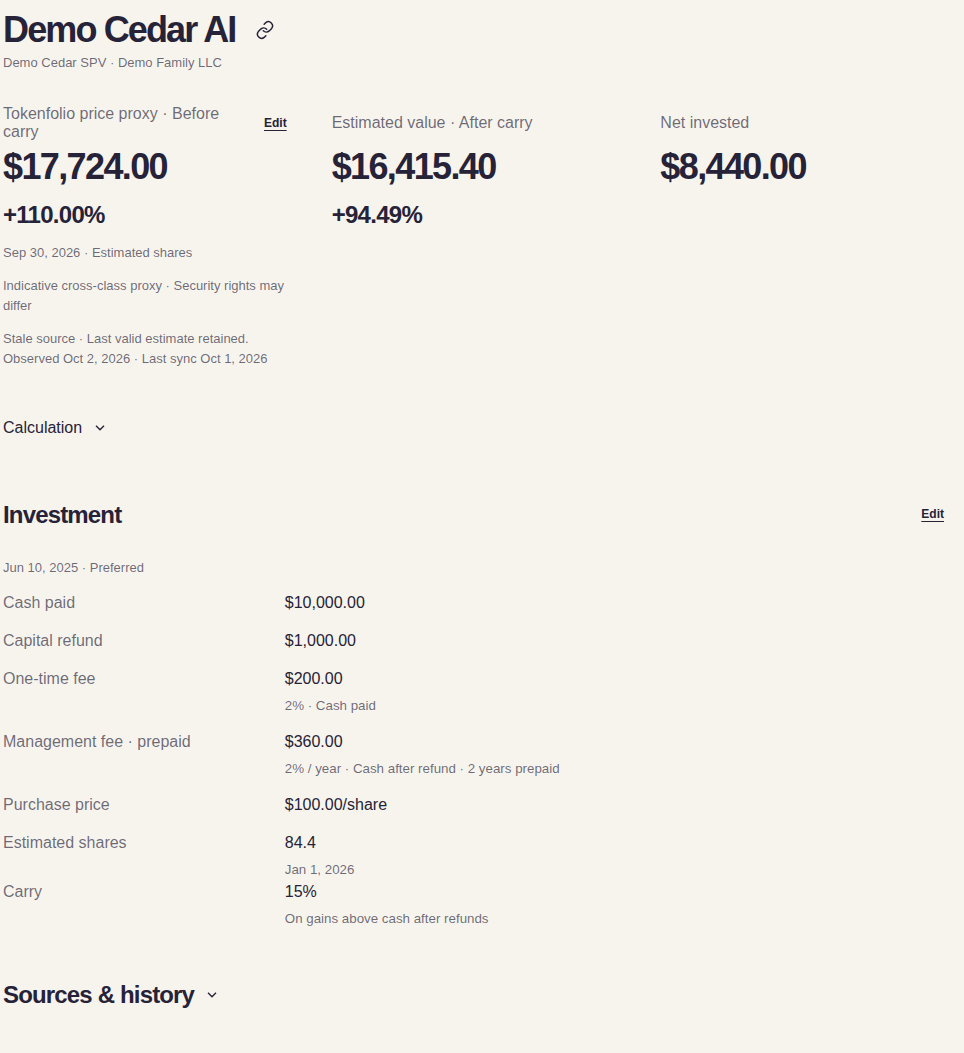 Demo Cedar AI
Demo Cedar SPV · Demo Family LLC
Tokenfolio price proxy · Before
carry
Edit
$17,724.00
+110.00%
Sep 30, 2026 · Estimated shares
Indicative cross-class proxy · Security rights may
differ
Stale source · Last valid estimate retained.
Observed Oct 2, 2026 · Last sync Oct 1, 2026
Estimated value · After carry
$16,415.40
+94.49%
Net invested
$8,440.00
Calculation
Investment
Edit
Jun 10, 2025 · Preferred
Cash paid $10,000.00
Capital refund $1,000.00
One-time fee $200.00
2% · Cash paid
Management fee · prepaid $360.00
2% / year · Cash after refund · 2 years prepaid
Purchase price $100.00/share
Estimated shares 84.4
Jan 1, 2026
Carry 15%
On gains above cash after refunds
Sources & history